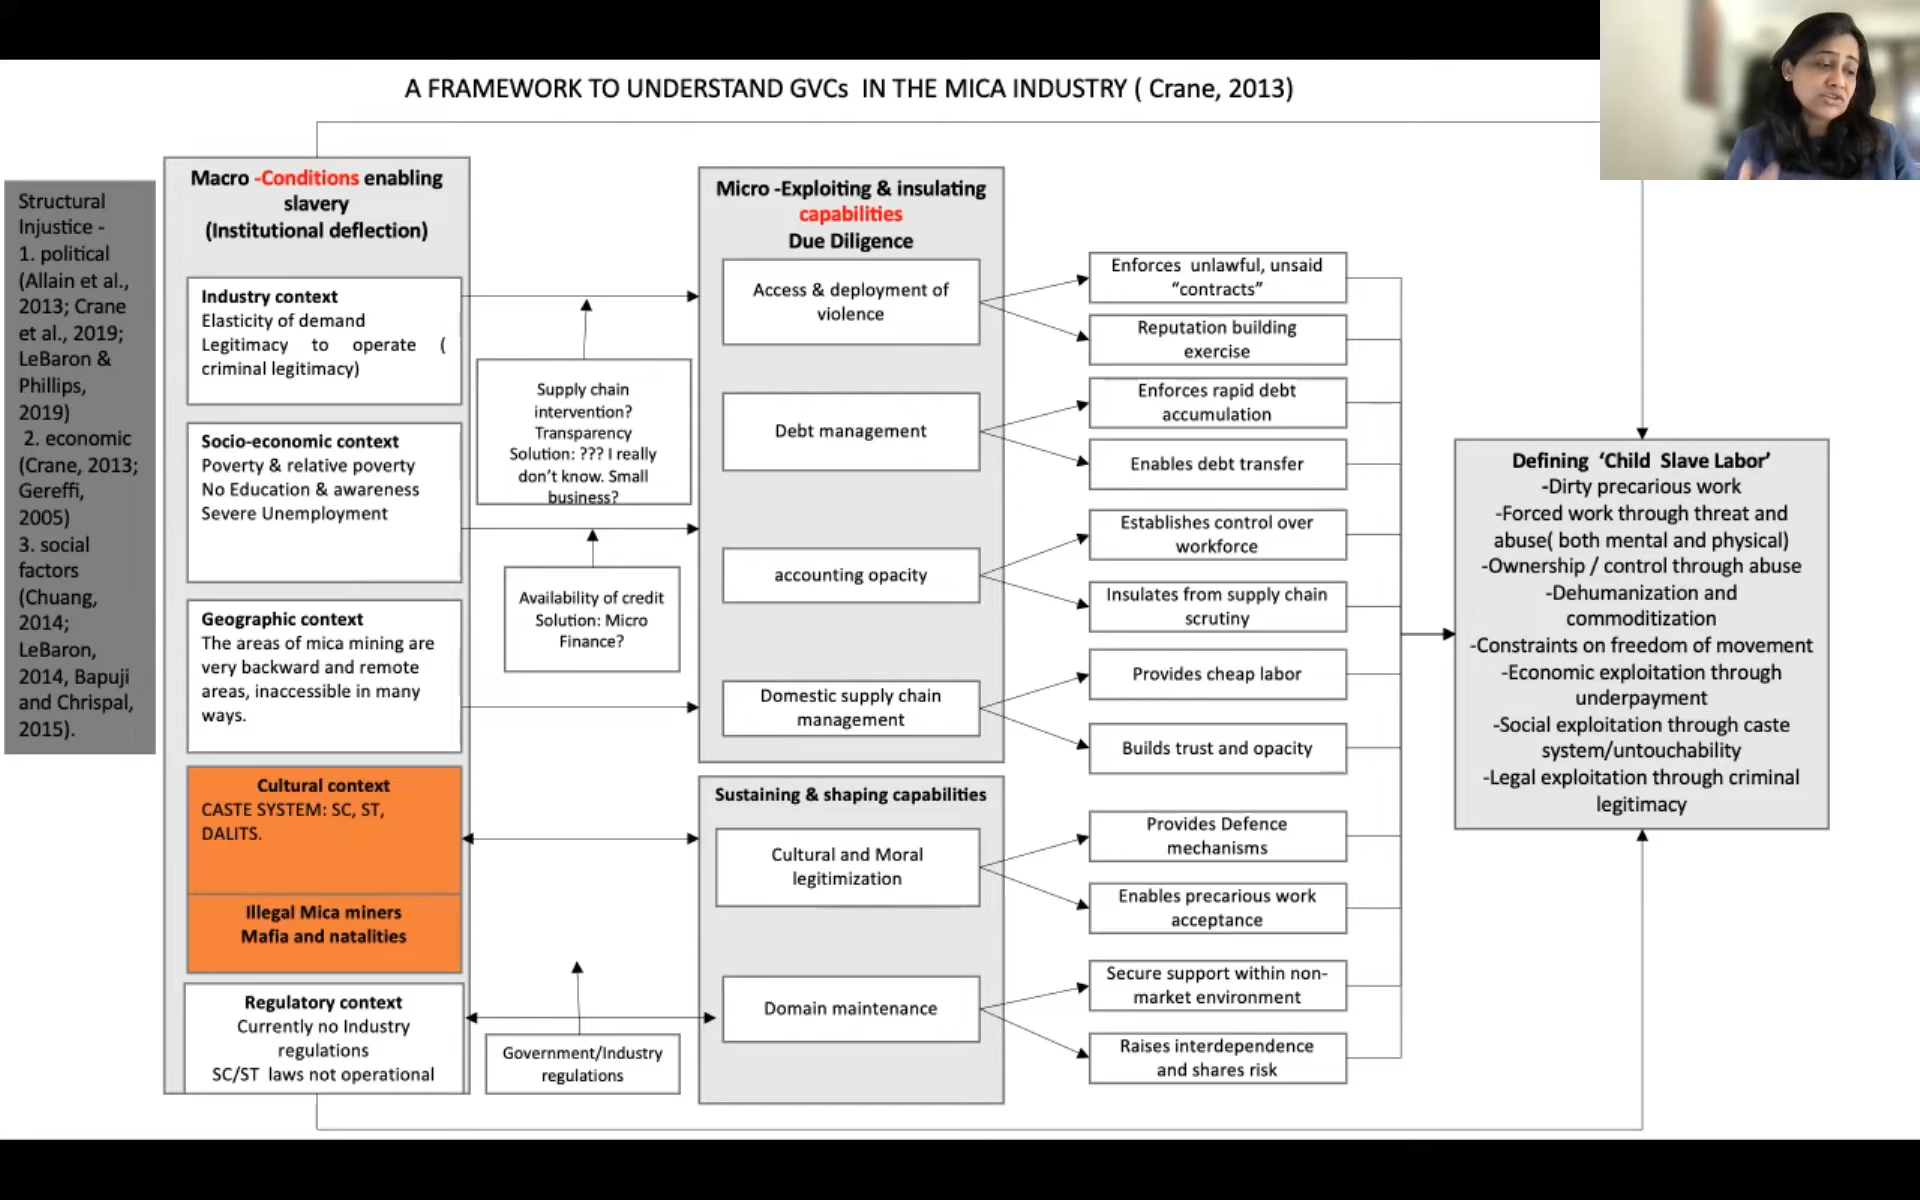 A FRAMEWORK TO UNDERSTAND GVCs IN THE MICA INDUSTRY ( Crane, 2013)
Structural
Injustice -
1. political
(Allain et al.,
2013; Crane
et al., 2019;
LeBaron &
Phillips,
2019)
2. economic
(Crane, 2013;
Gereffi,
2005)
3. social
factors
(Chuang,
2014;
LeBaron,
2014, Bapuji
and Chrispal,
2015).
Macro -Conditions enabling
slavery
(Institutional deflection)
Industry context
Elasticity of demand
Legitimacy to operate (
criminal legitimacy)
Socio-economic context
Poverty & relative poverty
No Education & awareness
Severe Unemployment
Geographic context
The areas of mica mining are
very backward and remote
areas, inaccessible in many
ways.
Cultural context
CASTE SYSTEM: SC, ST,
DALITS.
Illegal Mica miners
Mafia and natalities
Regulatory context
Currently no Industry
regulations
SC/ST laws not operational
Supply chain
intervention?
Transparency
Solution: ??? I really
don't know. Small
business?
Availability of credit
Solution: Micro
Finance?
Government/Industry
regulations
Micro -Exploiting & insulating
capabilities
Due Diligence
Access & deployment of
violence
Debt management
accounting opacity
Domestic supply chain
management
Sustaining & shaping capabilities
Cultural and Moral
legitimization
Domain maintenance
Enforces unlawful, unsaid
“contracts”
Reputation building
exercise
Enforces rapid debt
accumulation
Enables debt transfer
Establishes control over
workforce
Insulates from supply chain
scrutiny
Provides cheap labor
Builds trust and opacity
Provides Defence
mechanisms
Enables precarious work
acceptance
Secure support within non-
market environment
Raises interdependence
and shares risk
Defining ‘Child Slave Labor’
-Dirty precarious work
-Forced work through threat and
abuse( both mental and physical)
-Ownership / control through abuse
-Dehumanization and
commoditization
-Constraints on freedom of movement
-Economic exploitation through
underpayment
-Social exploitation through caste
system/untouchability
-Legal exploitation through criminal
legitimacy